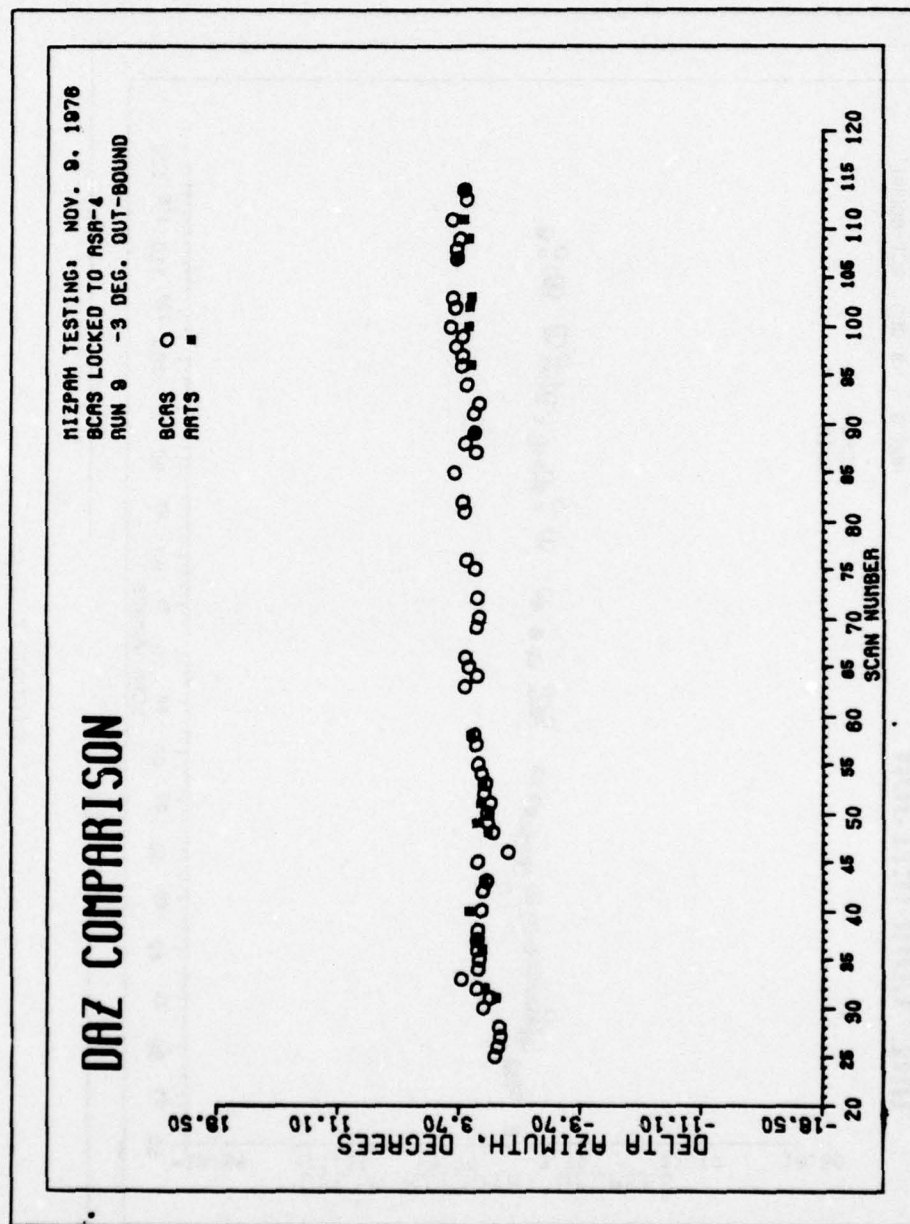 DAZ COMPARISON
MIZPAH TESTING: NOV. 9, 1978
BCAS LOCKED TO ASR-4
RUN 9 -3 DEG. OUT-BOUND
BCAS
ARTS
DELTA AZIMUTH, DEGREES
18.50
11.10
3.70
-3.70
-11.10
-18.50
20 25 30 35 40 45 50 55 60 65 70 75 80 85 90 95 100 105 110 115 120
SCAN NUMBER